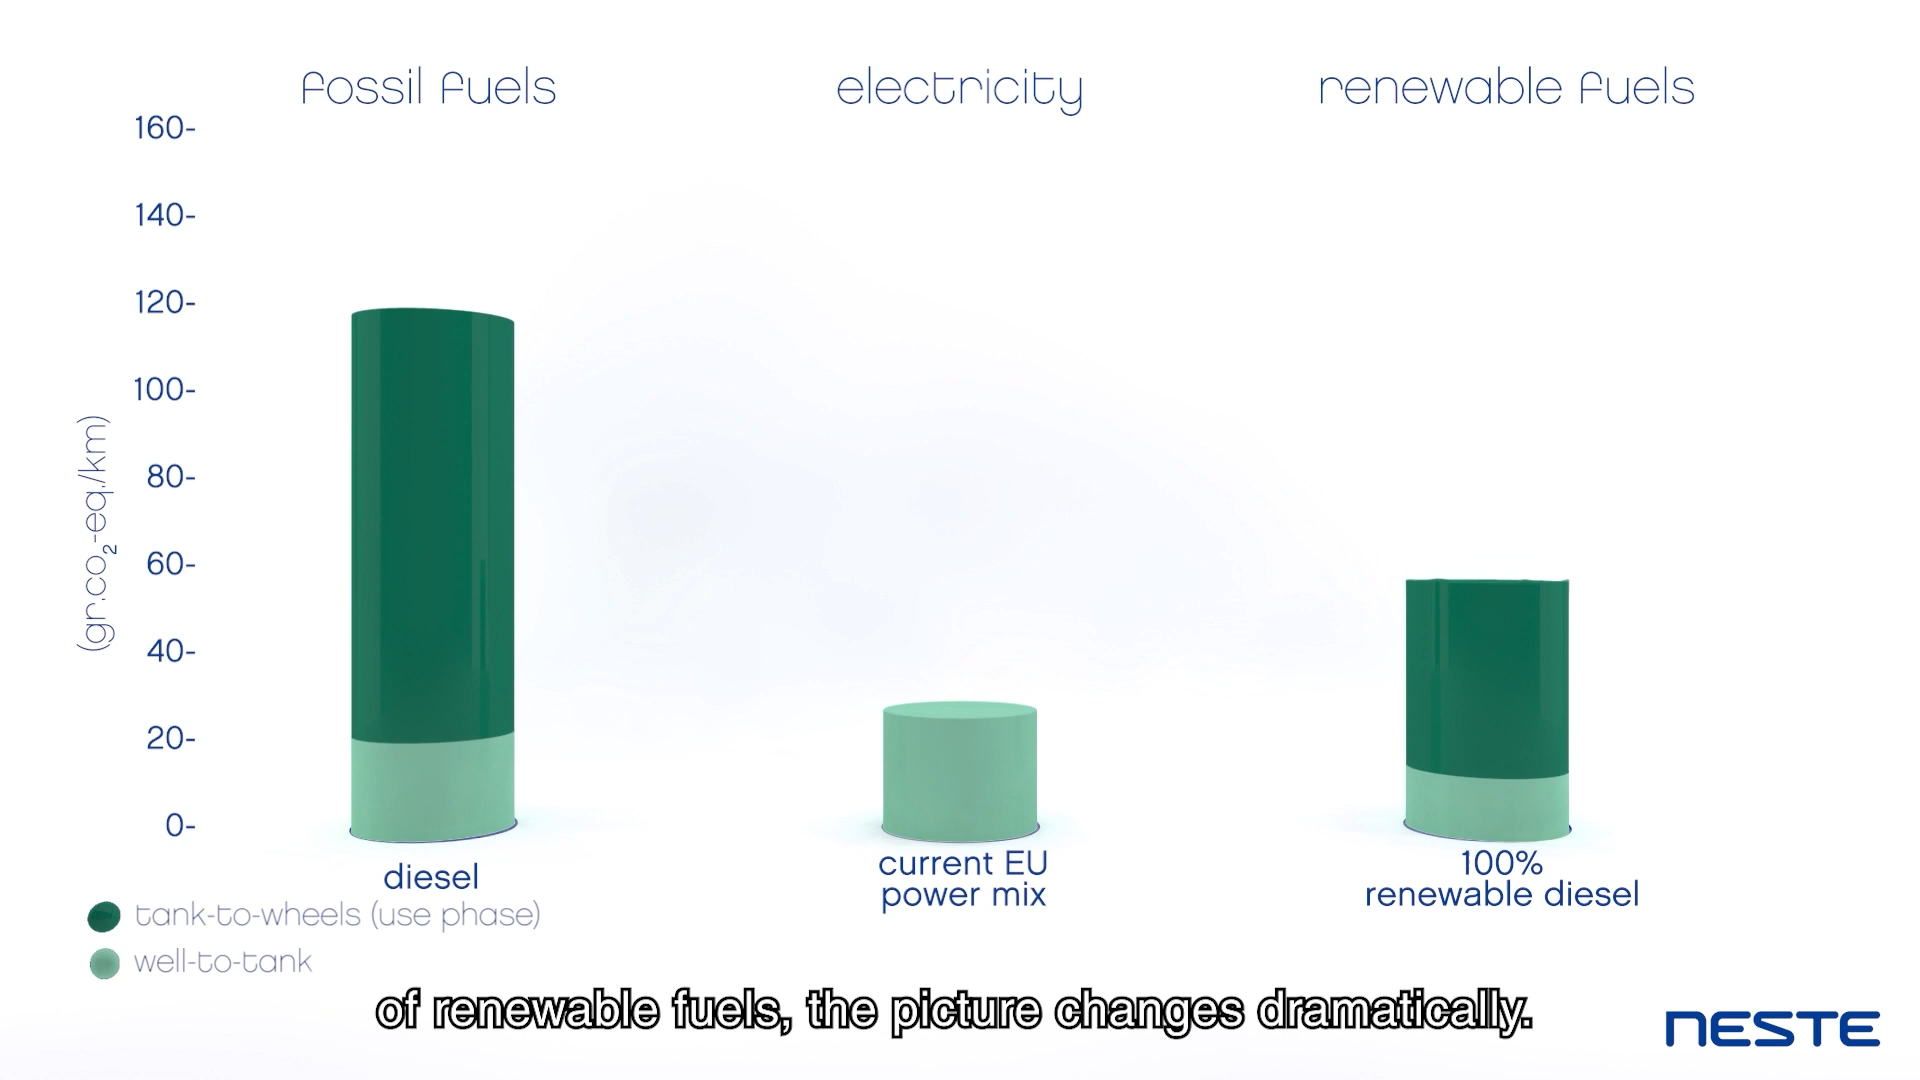 fossil fuels
electricity
renewable fuels
160-
140-
120-
100-
80-
60-
40-
20-
0-
(gr.co₂-eq./km)
diesel
current EU
power mix
100%
renewable diesel
tank-to-wheels (use phase)
well-to-tank
of renewable fuels, the picture changes dramatically.
NESTE